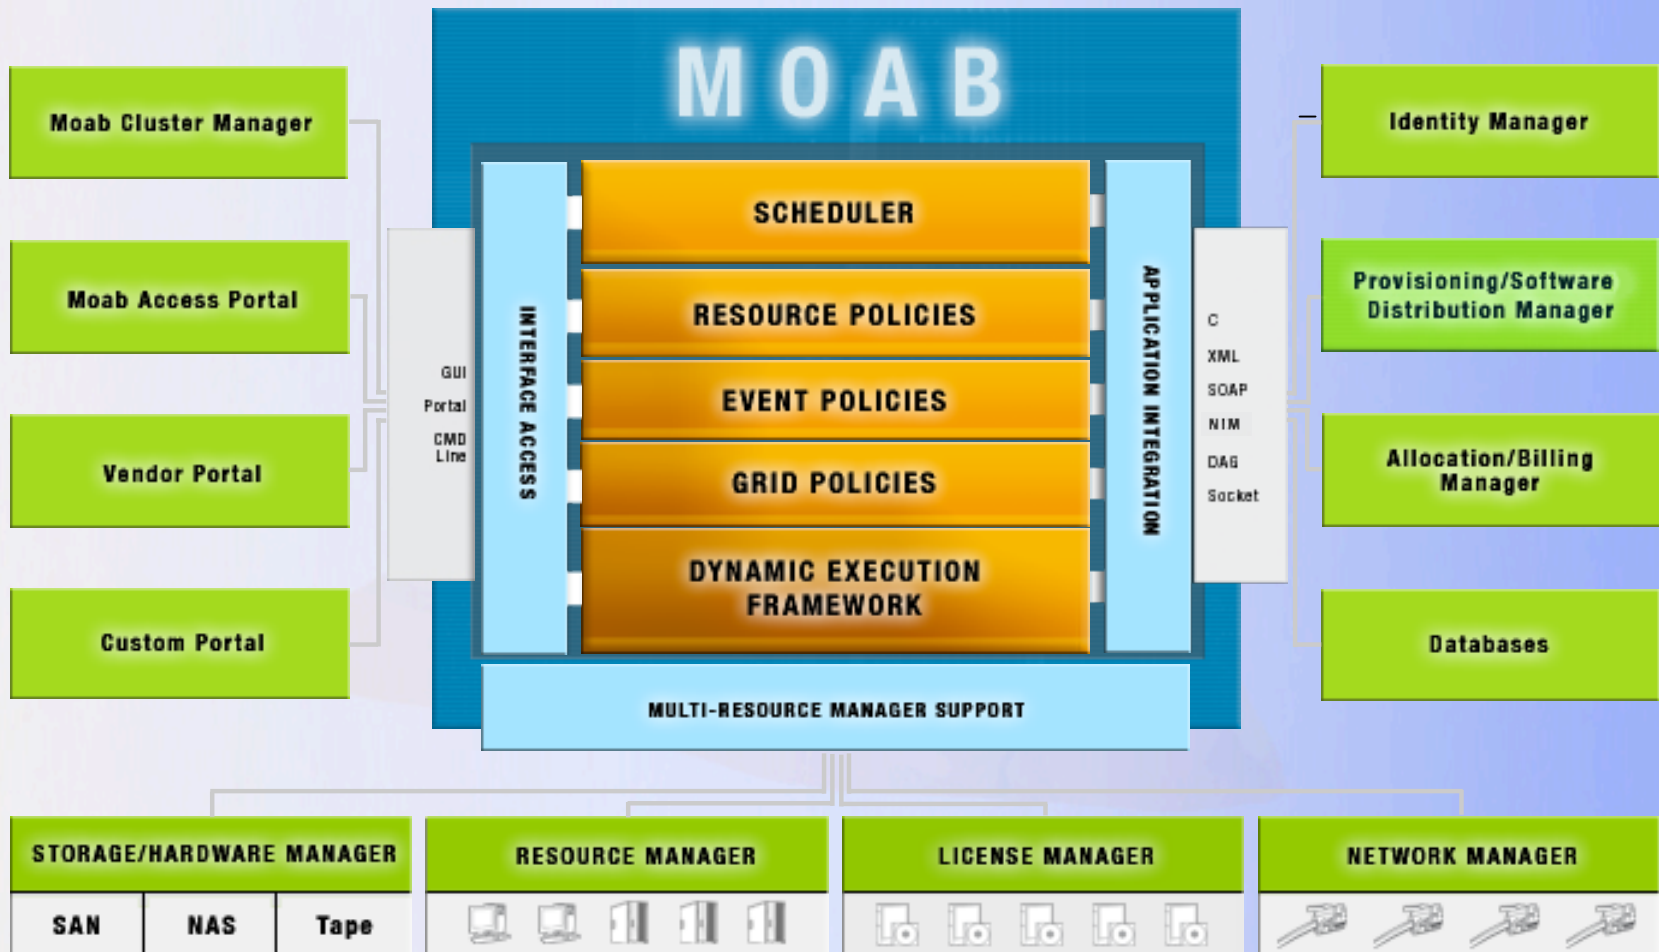 MOAB
Moab Cluster Manager
Moab Access Portal
Vendor Portal
Custom Portal
GUI
Portal
CMD
Line
INTERFACE ACCESS
SCHEDULER
RESOURCE POLICIES
EVENT POLICIES
GRID POLICIES
DYNAMIC EXECUTION
FRAMEWORK
APPLICATION INTEGRATION
C
XML
SOAP
NIM
DAG
Socket
Identity Manager
Provisioning/Software
Distribution Manager
Allocation/Billing
Manager
Databases
MULTI-RESOURCE MANAGER SUPPORT
STORAGE/HARDWARE MANAGER
SAN
NAS
Tape
RESOURCE MANAGER
LICENSE MANAGER
NETWORK MANAGER